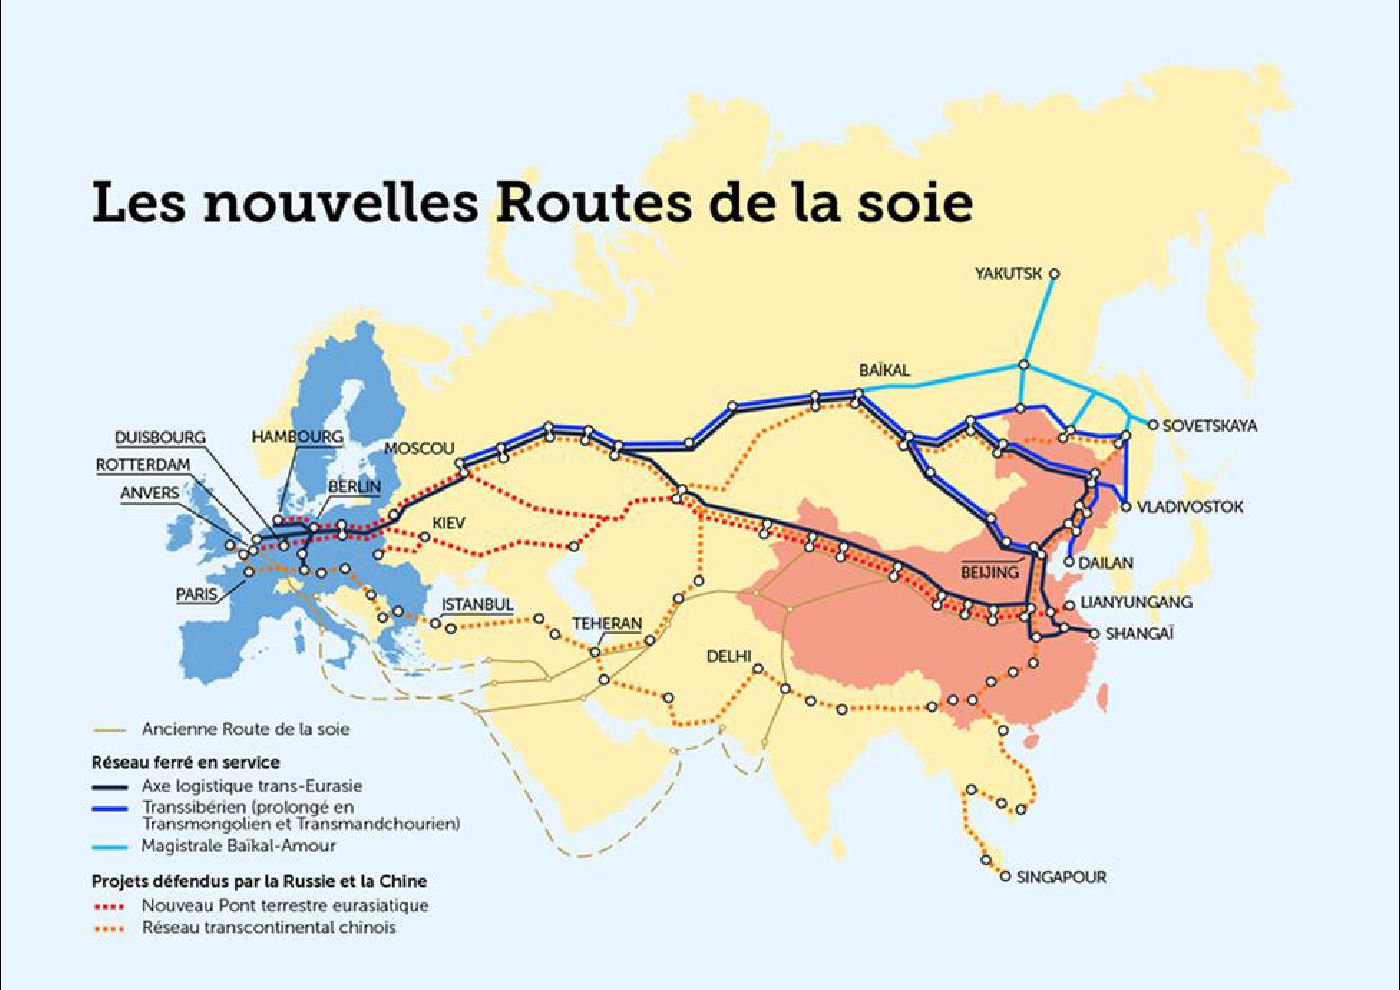 Les nouvelles Routes de la soie
YAKUTSK
BAÏKAL
SOVETSKAYA
DUISBOURG
HAMBOURG
MOSCOU
ROTTERDAM
BERLIN
ANVERS
VLADIVOSTOK
KIEV
DAILAN
BEIJING
PARIS
ISTANBUL
LIANYUNGANG
TEHERAN
SHANGAÏ
DELHI
SINGAPOUR
Ancienne Route de la soie
Réseau ferré en service
Axe logistique trans-Eurasie
Transsibérien (prolongé en
Transmongolien et Transmandchourien)
Magistrale Baïkal-Amour
Projets défendus par la Russie et la Chine
Nouveau Pont terrestre eurasiatique
Réseau transcontinental chinois